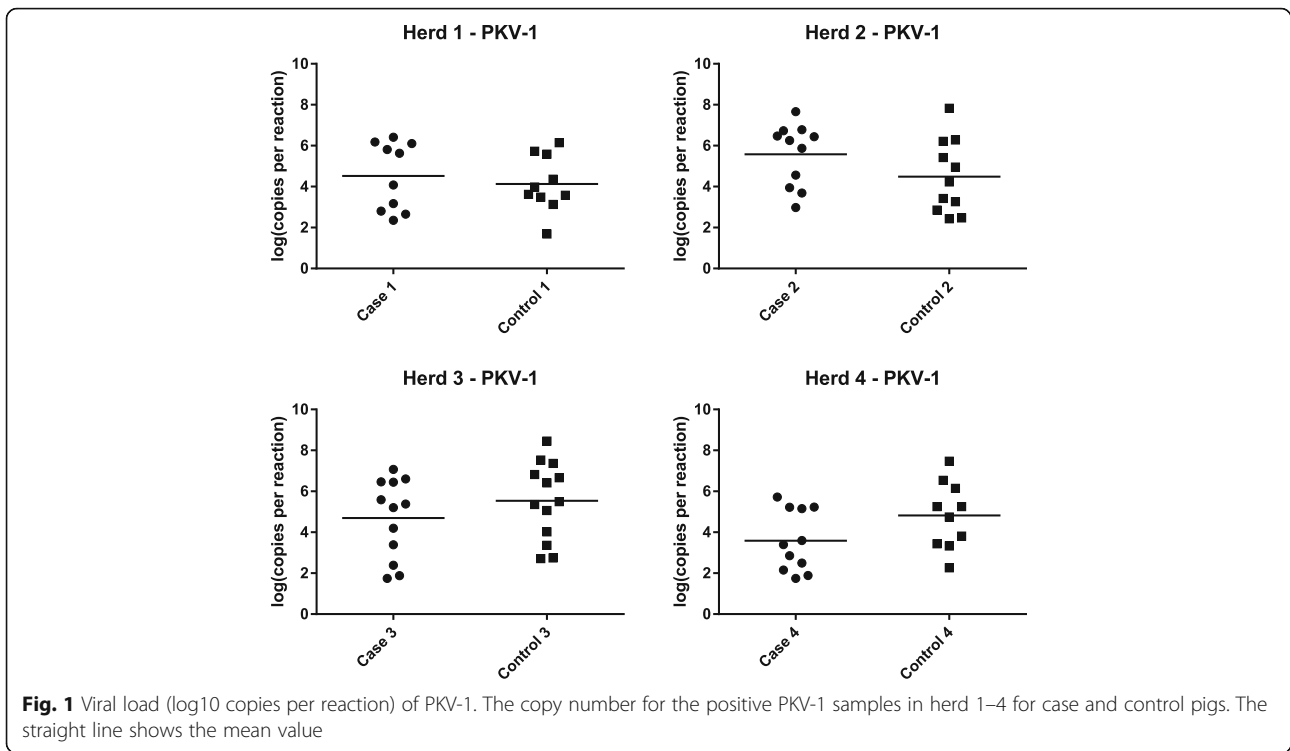 Herd 1 - PKV-1
log(copies per reaction)
10
8
6
4
2
0
Case 1
Control 1
Herd 2 - PKV-1
log(copies per reaction)
10
8
6
4
2
0
Case 2
Control 2
Herd 3 - PKV-1
log(copies per reaction)
10
8
6
4
2
0
Case 3
Control 3
Herd 4 - PKV-1
log(copies per reaction)
10
8
6
4
2
0
Case 4
Control 4
Fig. 1 Viral load (log10 copies per reaction) of PKV-1. The copy number for the positive PKV-1 samples in herd 1–4 for case and control pigs. The
straight line shows the mean value